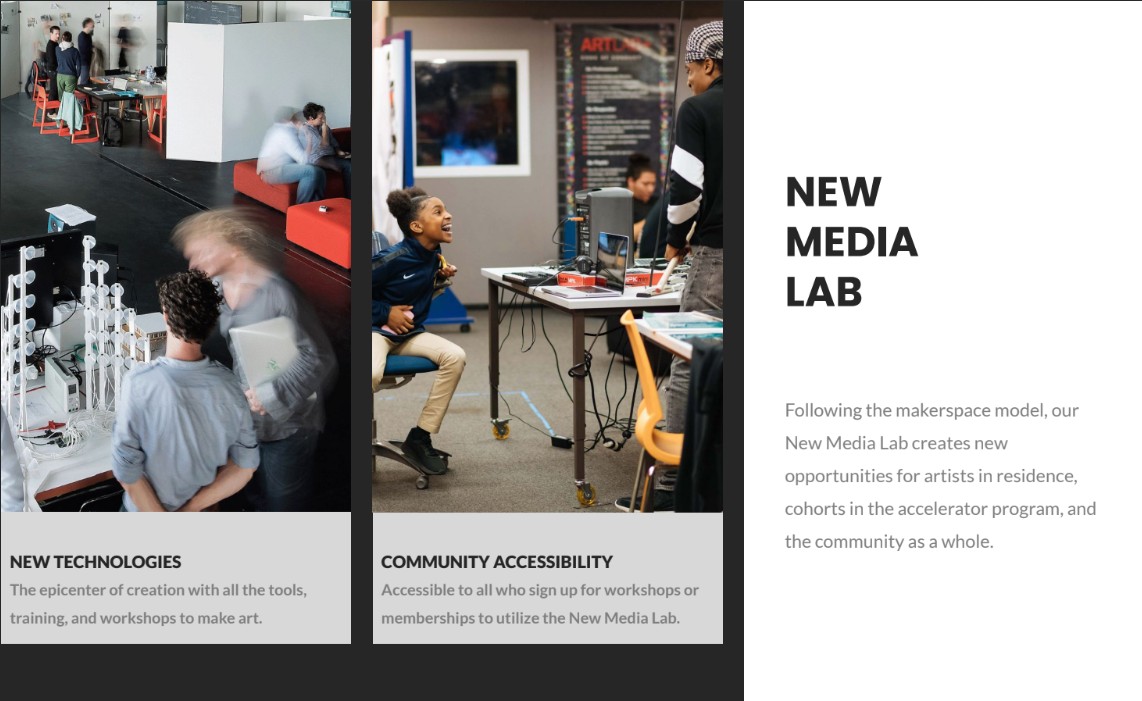 NEW TECHNOLOGIES
The epicenter of creation with all the tools,
training, and workshops to make art.
ART
COMMUNITY ACCESSIBILITY
Accessible to all who sign up for workshops or
memberships to utilize the New Media Lab.
NEW
MEDIA
LAB
Following the makerspace model, our
New Media Lab creates new
opportunities for artists in residence,
cohorts in the accelerator program, and
the community as a whole.